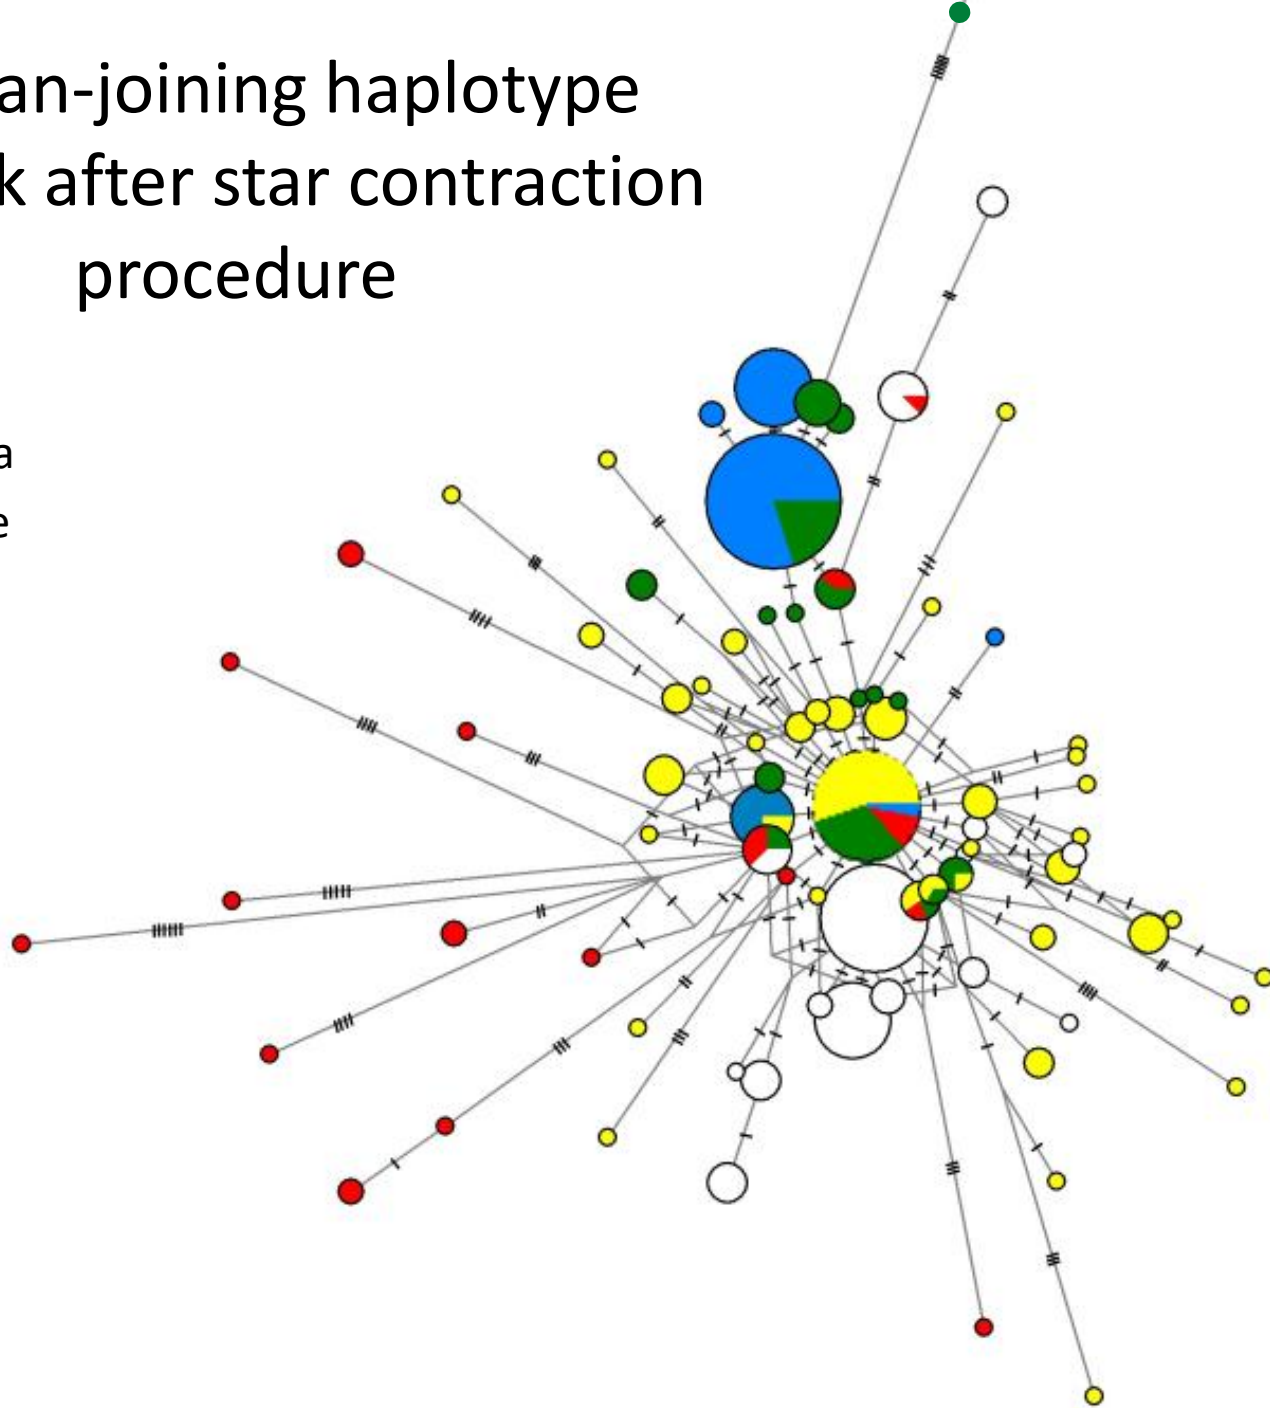 an-joining haplotype
k after star contraction
procedure
a
e